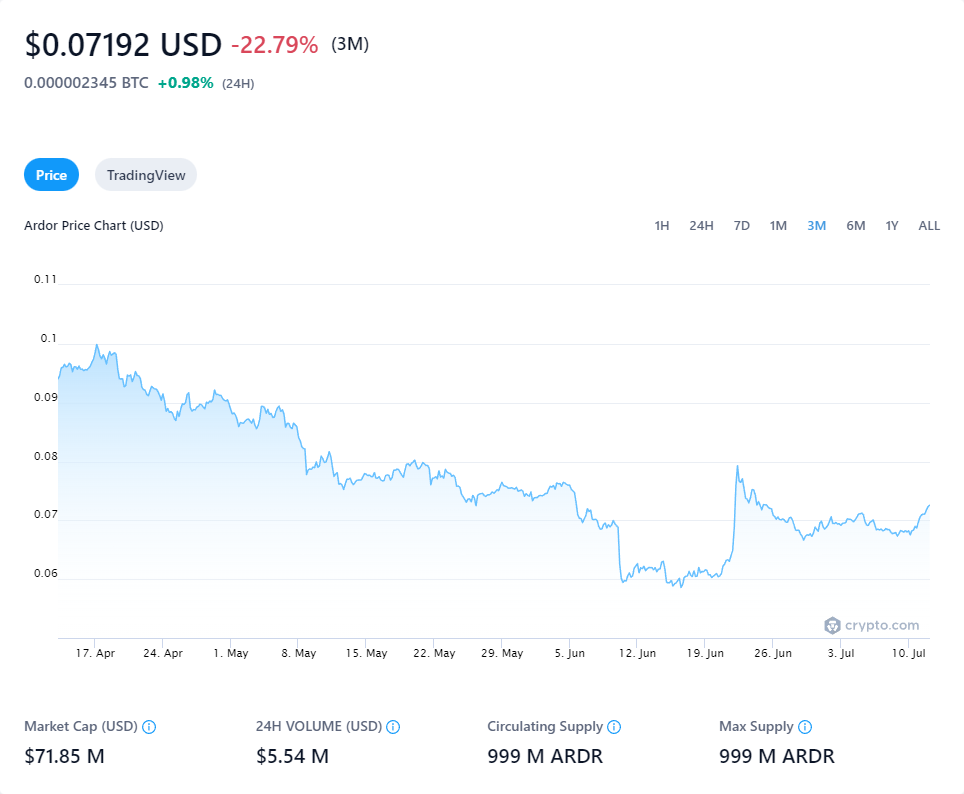 $0.07192 USD -22.79% (3M)
0.000002345 BTC +0.98% (24H)
Price TradingView
Ardor Price Chart (USD) 1H 24H 7D 1M 3M 6M 1Y ALL
0.11
0.1
0.09
0.08
0.07
0.06
crypto.com
17. Apr 24. Apr 1. May 8. May 15. May 22. May 29. May 5. Jun 12. Jun 19. Jun 26. Jun 3. Jul 10. Jul
Market Cap (USD) 24H VOLUME (USD) Circulating Supply Max Supply
$71.85 M $5.54 M 999 M ARDR 999 M ARDR